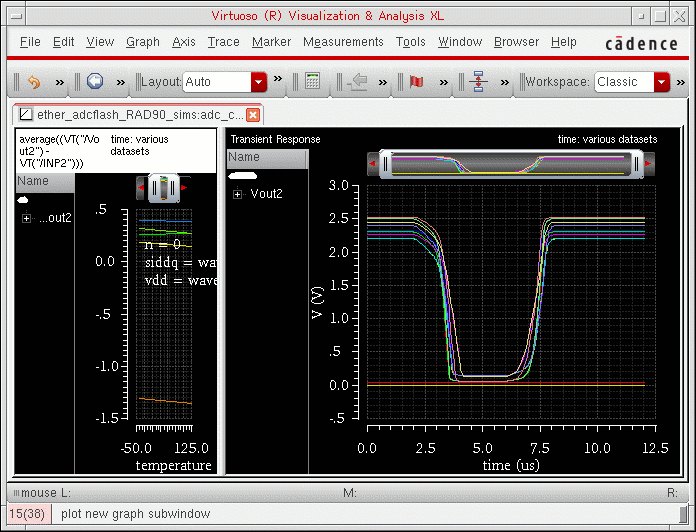 Virtuoso (R) Visualization & Analysis XL
File Edit View Graph Axis Trace Marker Measurements Tools Window Browser Help cādence
» » Layout: Auto » » » » Workspace: Classic »
ether_adcflash_RAD90_sims:adc_c...
average((VT("/Vo
ut2") -
VT("/INP2")))
time: various
datasets
Name
...out2
.5
0.0
-.5
-1.0
-1.5
n = 0
siddq = wav
vdd = wave
-50.0 125.0
temperature
Transient Response
time: various datasets
Name
Vout2
3.0
2.5
2.0
1.5
1.0
.5
0.0
-.5
V (V)
0.0 2.5 5.0 7.5 10.0 12.5
time (us)
mouse L: M: R:
15(38) plot new graph subwindow